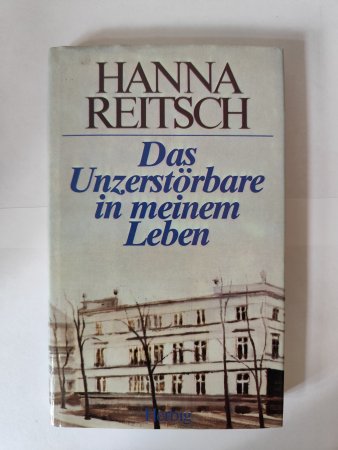 HANNA
REITSCH
Das
Unzerstörbare
in meinem
Leben
Herbig